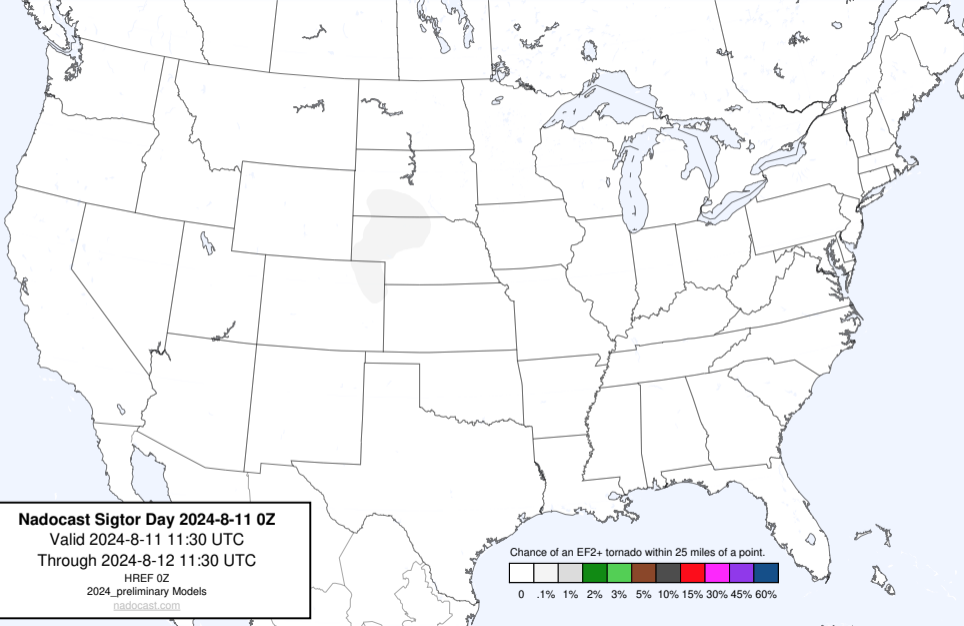 Nadocast Sigtor Day 2024-8-11 0Z
Valid 2024-8-11 11:30 UTC
Through 2024-8-12 11:30 UTC
HREF 0Z
2024_preliminary Models
nadocast.com
Chance of an EF2+ tornado within 25 miles of a point.
0 .1% 1% 2% 3% 5% 10% 15% 30% 45% 60%